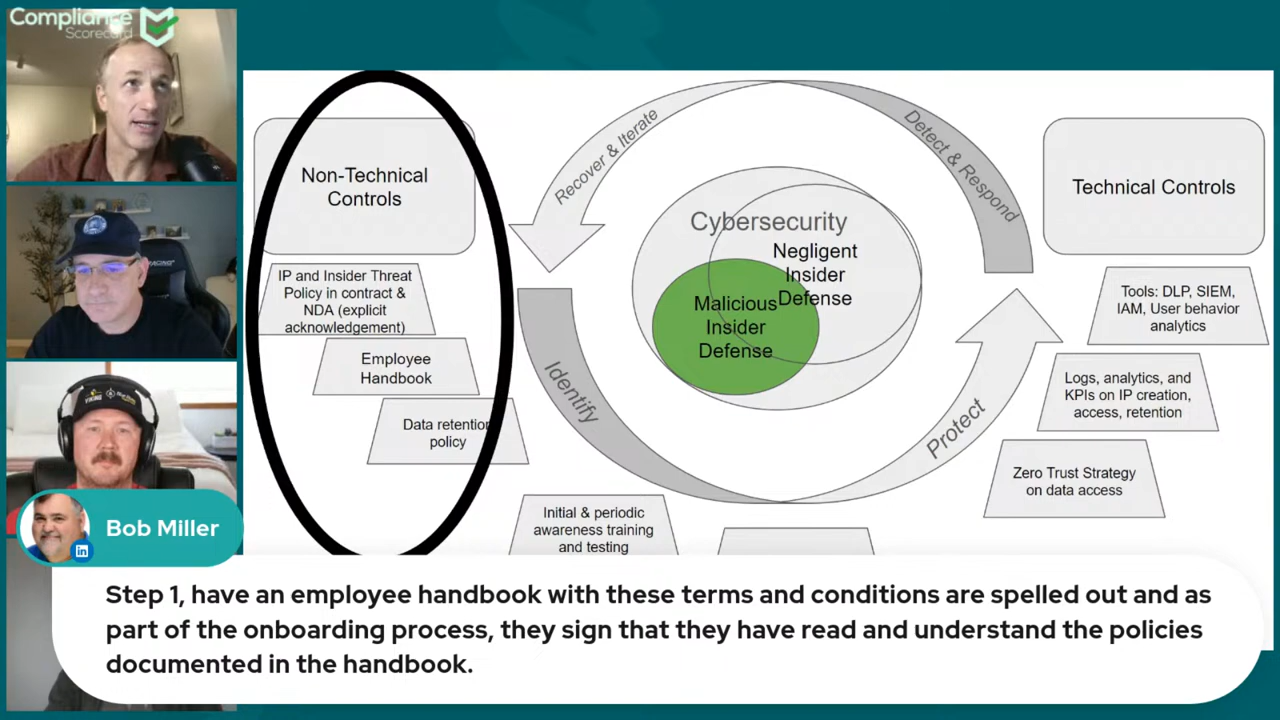 Compliance
Scorecard
Non-Technical
Controls
IP and Insider Threat
Policy in contract &
NDA (explicit
acknowledgement)
Employee
Handbook
Data retention
policy
Initial & periodic
awareness training
and testing
Recover & Iterate
Detect & Respond
Identify
Protect
Cybersecurity
Negligent
Insider
Defense
Malicious
Insider
Defense
Technical Controls
Tools: DLP, SIEM,
IAM, User behavior
analytics
Logs, analytics, and
KPIs on IP creation,
access, retention
Zero Trust Strategy
on data access
in
Bob Miller
Step 1, have an employee handbook with these terms and conditions are spelled out and as
part of the onboarding process, they sign that they have read and understand the policies
documented in the handbook.